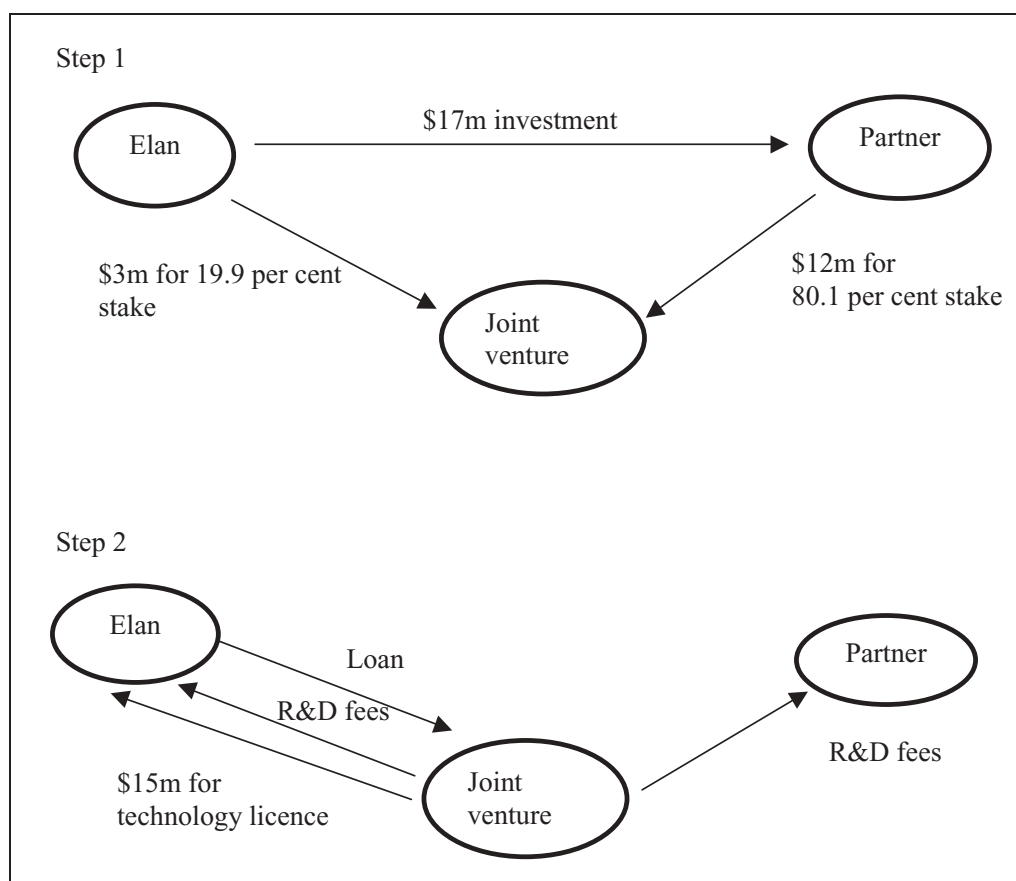 Step 1
Elan
$17m investment
Partner
$3m for 19.9 per cent
stake
$12m for
80.1 per cent stake
Joint
venture
Step 2
Elan
Loan
Partner
R&D fees
R&D fees
$15m for
technology licence
Joint
venture